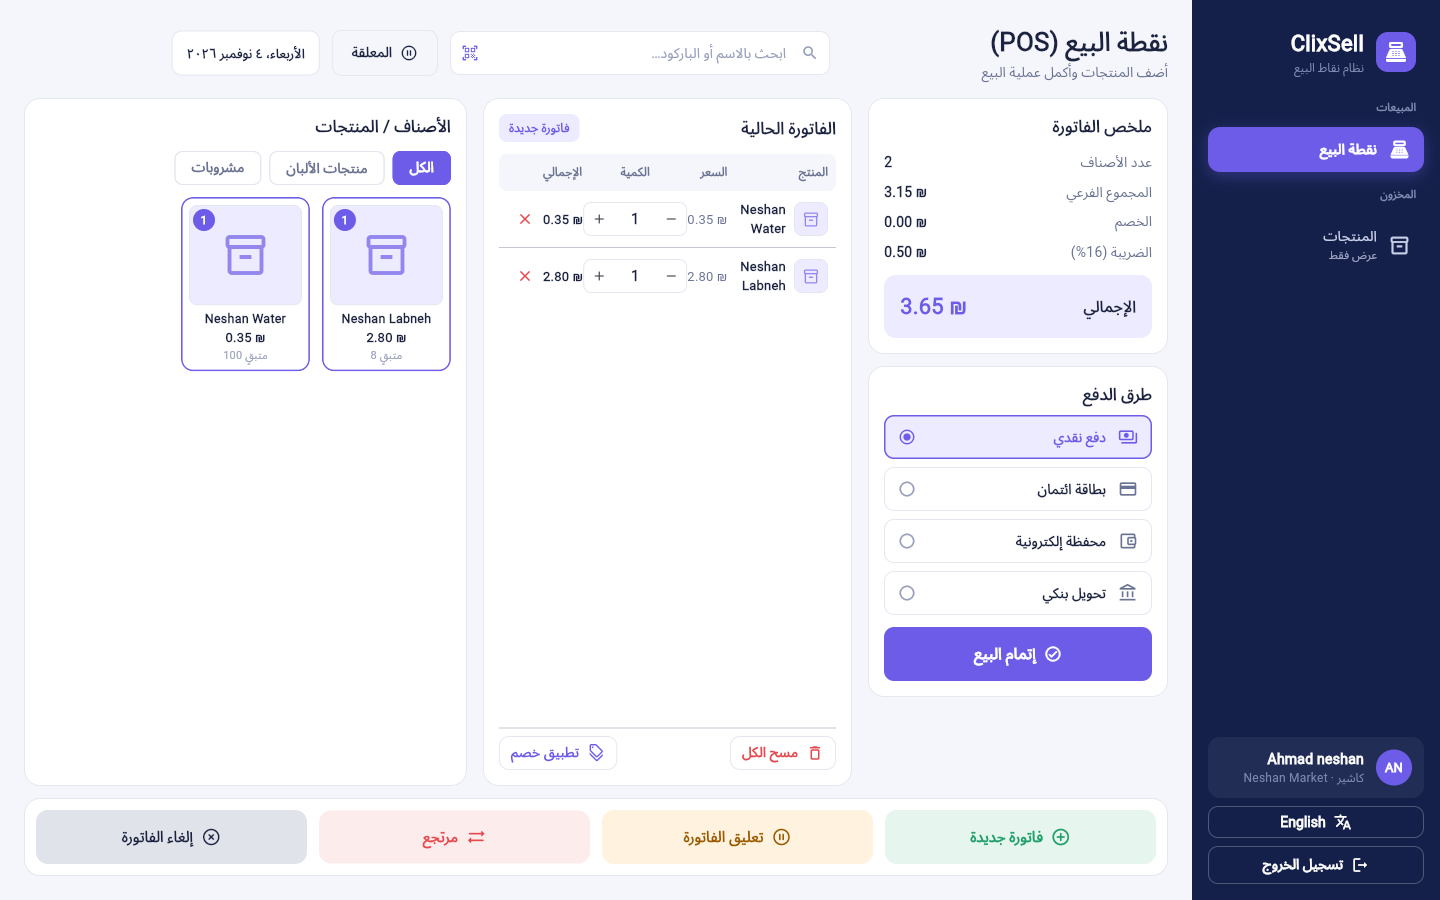 ClixSell
نظام نقاط البيع
المبيعات
نقطة البيع
المخزون
المنتجات
عرض فقط
Ahmad neshan
كاشير · Neshan Market
AN
English
تسجيل الخروج
نقطة البيع (POS)
أضف المنتجات وأكمل عملية البيع
ابحث بالاسم أو الباركود...
المعلقة
الأربعاء، ٤ نوفمبر ٢٠٢٦
ملخص الفاتورة
عدد الأصناف 2
المجموع الفرعي 3.15 ₪
الخصم 0.00 ₪
الضريبة (16%) 0.50 ₪
الإجمالي 3.65 ₪
طرق الدفع
دفع نقدي
بطاقة ائتمان
محفظة إلكترونية
تحويل بنكي
إتمام البيع
الفاتورة الحالية
فاتورة جديدة
المنتج السعر الكمية الإجمالي
Neshan Water 0.35 ₪ − 1 + 0.35 ₪
Neshan Labneh 2.80 ₪ − 1 + 2.80 ₪
مسح الكل
تطبيق خصم
الأصناف / المنتجات
الكل
منتجات الألبان
مشروبات
1
Neshan Labneh
2.80 ₪
متبق 8
1
Neshan Water
0.35 ₪
متبق 100
فاتورة جديدة
تعليق الفاتورة
مرتجع
إلغاء الفاتورة